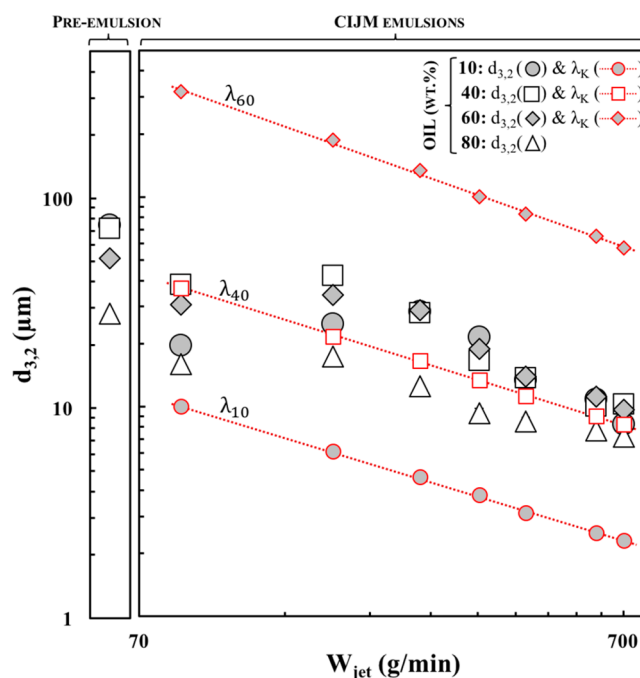 PRE-EMULSION CIJM EMULSIONS
OIL (wt.%)
10: d3,2( ) & λK ( )
40: d3,2( ) & λK ( )
60: d3,2( ) & λK ( )
80: d3,2( )
λ60
λ40
λ10
100
10
1
d3,2 (μm)
70 700
Wjet (g/min)